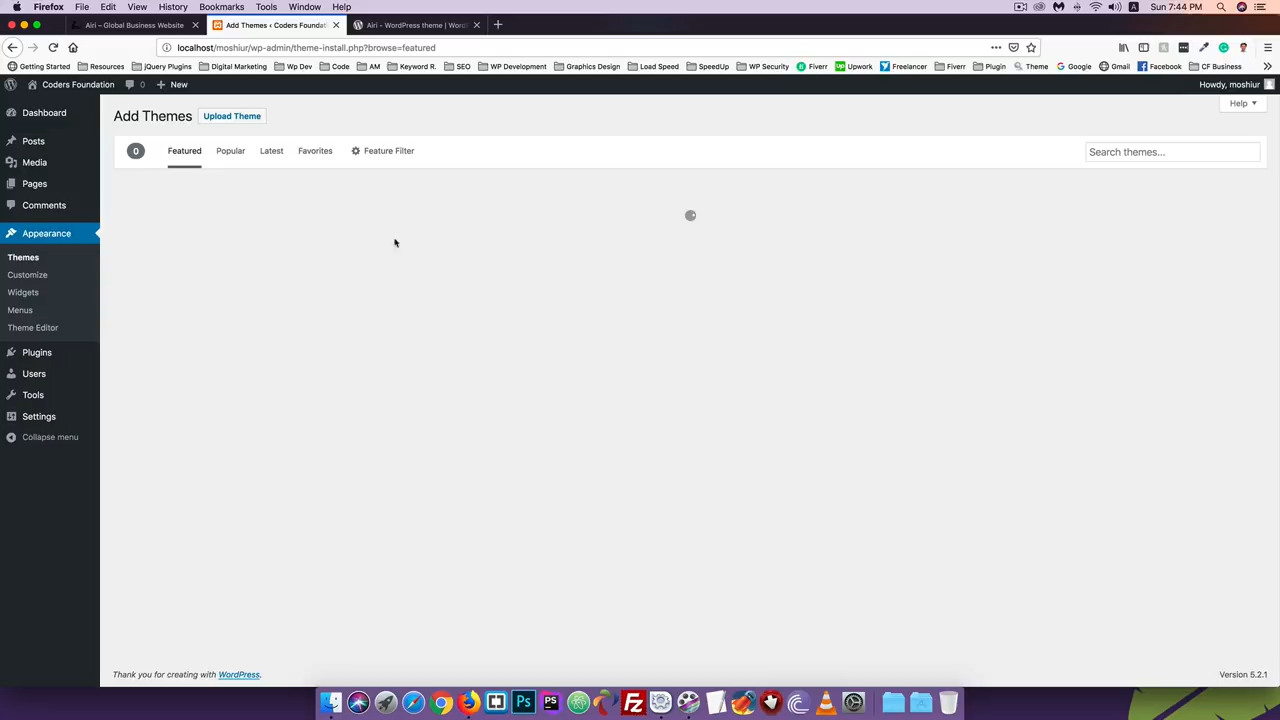 Firefox File Edit View History Bookmarks Tools Window Help Sun 7:44 PM
Airi – Global Business Website Add Themes ‹ Coders Foundat Airi - WordPress theme | Word
localhost/moshiur/wp-admin/theme-install.php?browse=featured
Getting Started Resources jQuery Plugins Digital Marketing Wp Dev Code AM Keyword R. SEO WP Development Graphics Design Load Speed SpeedUp WP Security Fiverr Upwork Freelancer Fiverr Plugin Theme Google Gmail Facebook CF Business
Coders Foundation 0 New Howdy, moshiur
Help
Add Themes Upload Theme
0 Featured Popular Latest Favorites Feature Filter Search themes...
Dashboard
Posts
Media
Pages
Comments
Appearance
Themes
Customize
Widgets
Menus
Theme Editor
Plugins
Users
Tools
Settings
Collapse menu
Thank you for creating with WordPress. Version 5.2.1
Ps PS Fz